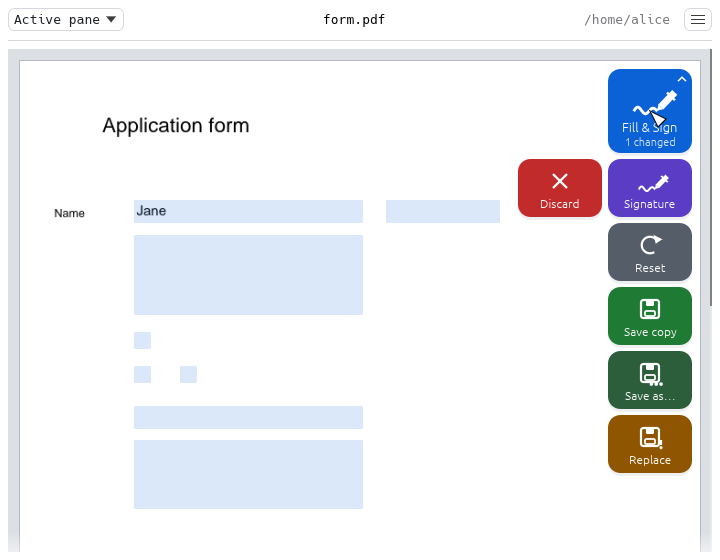 Active pane
form.pdf
/home/alice
Application form
Fill & Sign
1 changed
Name
Jane
Discard
Signature
Reset
Save copy
Save as...
Replace